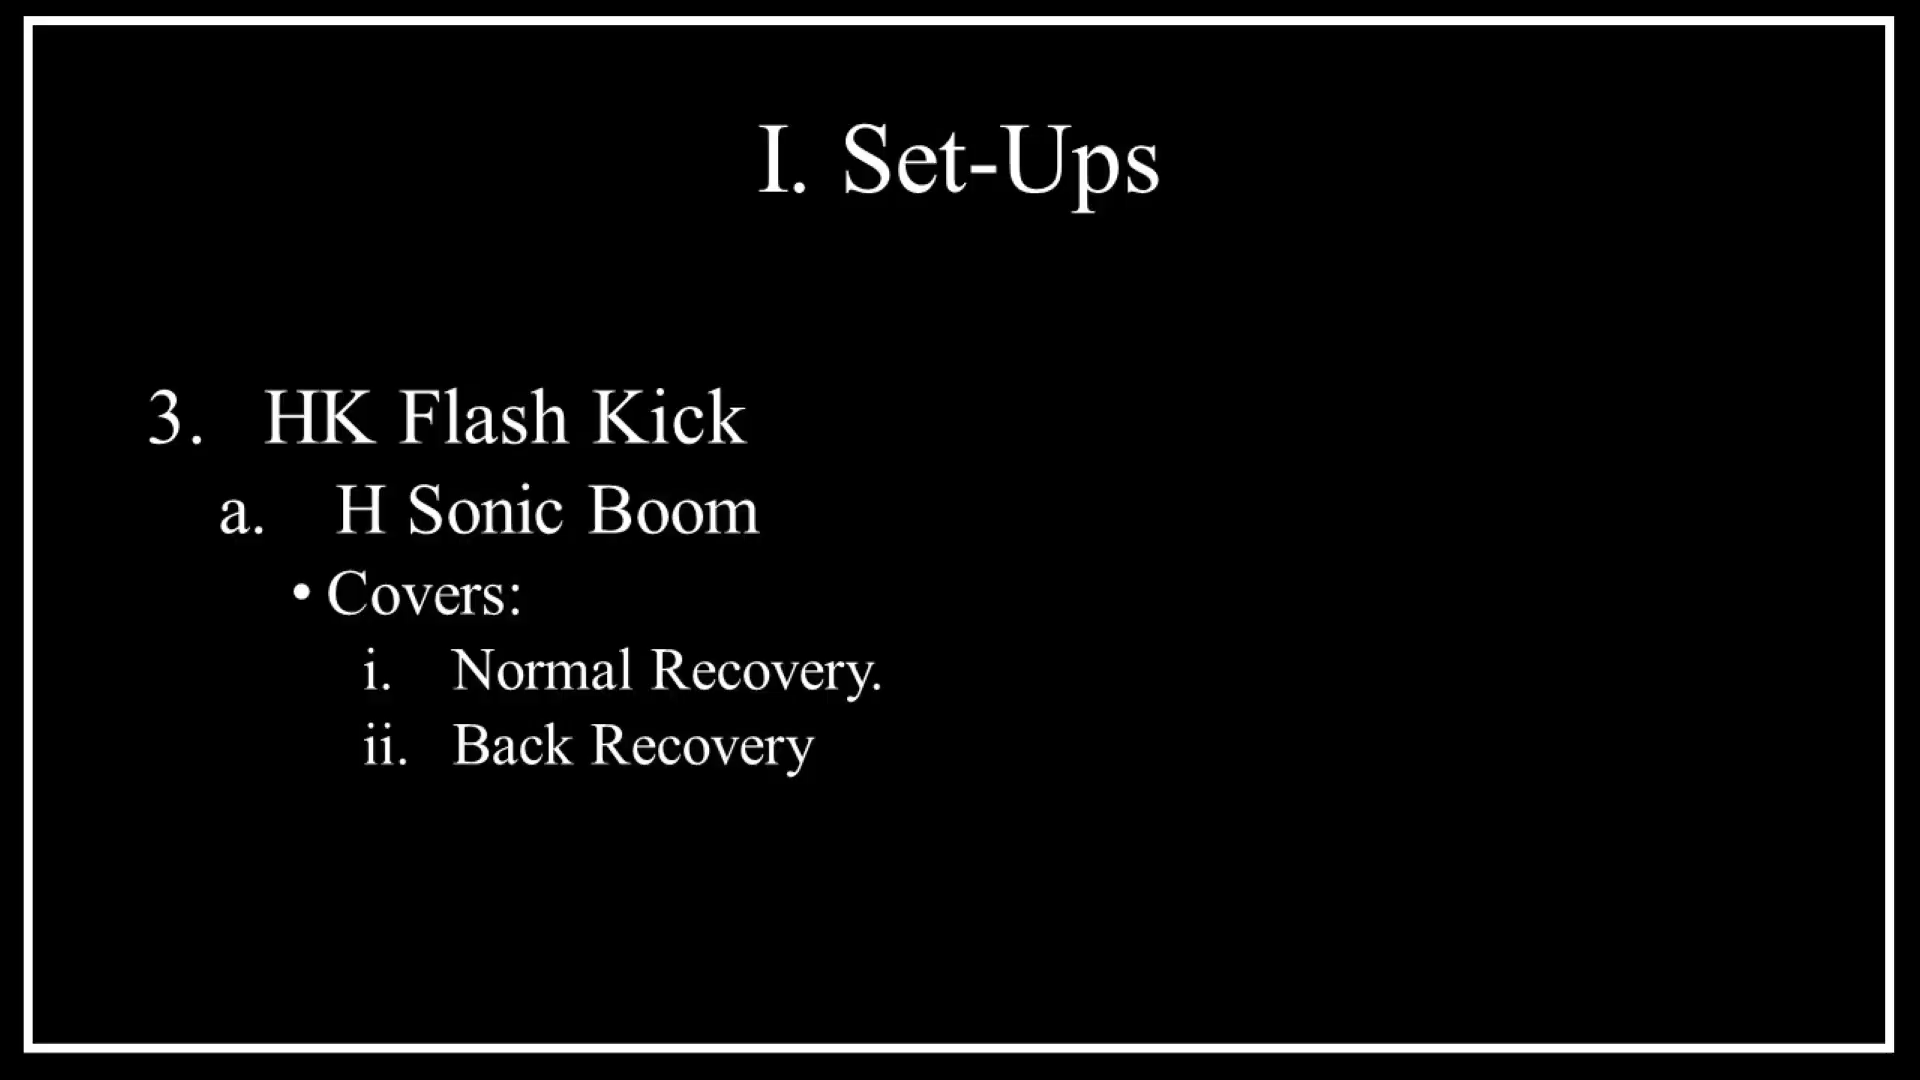 I. Set-Ups
3. HK Flash Kick
a. H Sonic Boom
• Covers:
i. Normal Recovery.
ii. Back Recovery